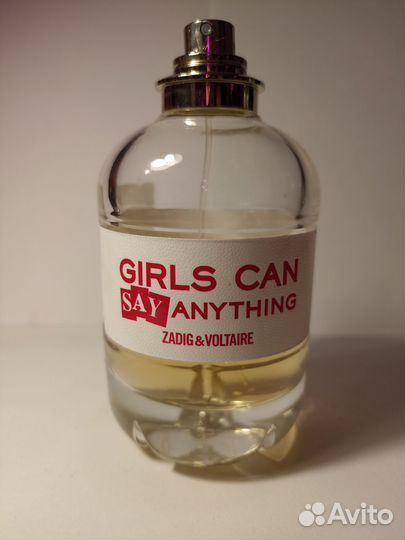 GIRLS CAN
SAY ANYTHING
ZADIG & VOLTAIRE
Avito